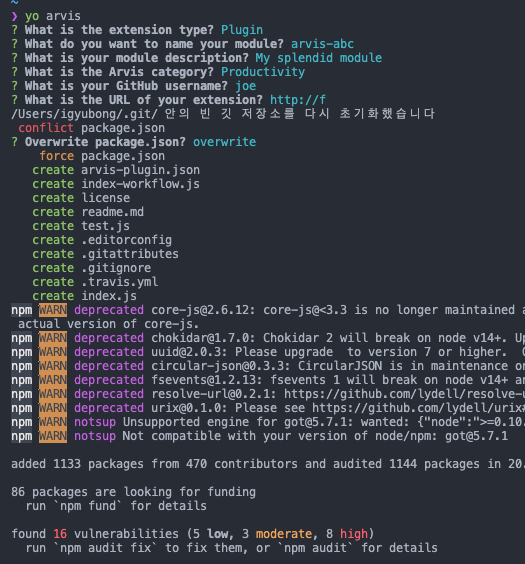 ~
❯ yo arvis
? What is the extension type? Plugin
? What do you want to name your module? arvis-abc
? What is your module description? My splendid module
? What is the Arvis category? Productivity
? What is your GitHub username? joe
? What is the URL of your extension? http://f
/Users/igyubong/.git/ 안의 빈 깃 저장소를 다시 초기화했습니다
conflict package.json
? Overwrite package.json? overwrite
force package.json
create arvis-plugin.json
create index-workflow.js
create license
create readme.md
create test.js
create .editorconfig
create .gitattributes
create .gitignore
create .travis.yml
create index.js
npm WARN deprecated core-js@2.6.12: core-js@<3.3 is no longer maintained a
actual version of core-js.
npm WARN deprecated chokidar@1.7.0: Chokidar 2 will break on node v14+. Up
npm WARN deprecated uuid@2.0.3: Please upgrade  to version 7 or higher.
npm WARN deprecated circular-json@0.3.3: CircularJSON is in maintenance on
npm WARN deprecated fsevents@1.2.13: fsevents 1 will break on node v14+ an
npm WARN deprecated resolve-url@0.2.1: https://github.com/lydell/resolve-u
npm WARN deprecated urix@0.1.0: Please see https://github.com/lydell/urix#
npm WARN notsup Unsupported engine for got@5.7.1: wanted: {"node":">=0.10.
npm WARN notsup Not compatible with your version of node/npm: got@5.7.1
added 1133 packages from 470 contributors and audited 1144 packages in 20.
86 packages are looking for funding
run `npm fund` for details
found 16 vulnerabilities (5 low, 3 moderate, 8 high)
run `npm audit fix` to fix them, or `npm audit` for details